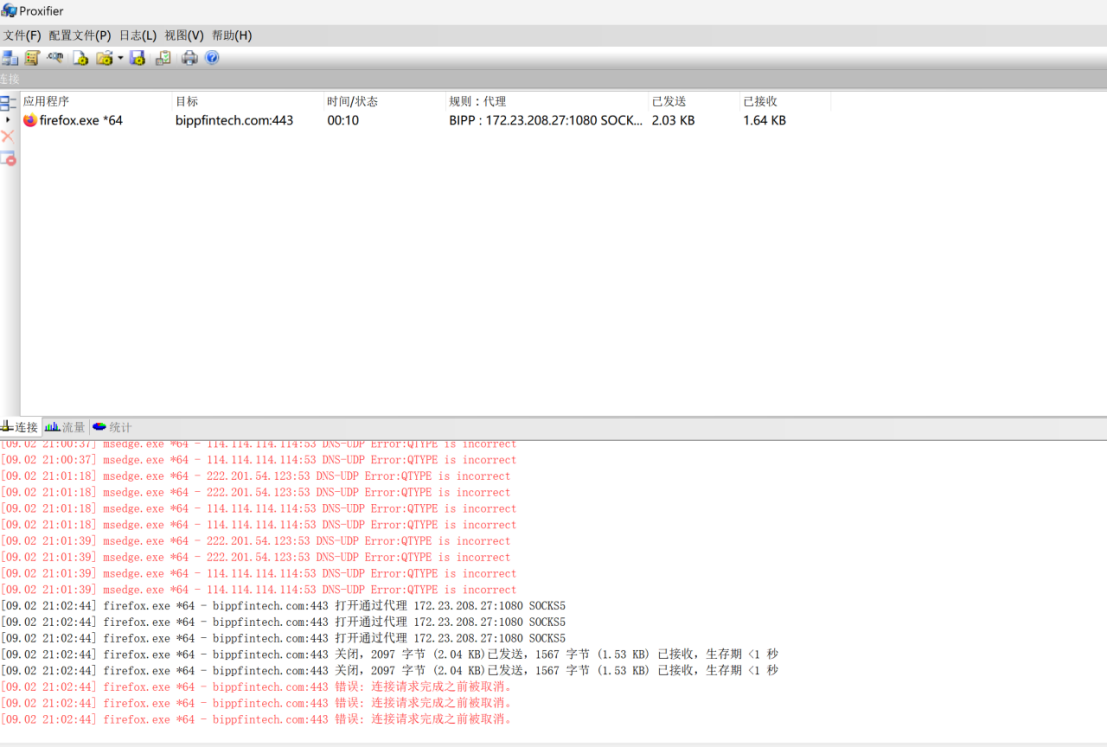 Proxifier
文件(F) 配置文件(P) 日志(L) 视图(V) 帮助(H)
连接
应用程序 目标 时间/状态 规则：代理 已发送 已接收
firefox.exe *64 bippfintech.com:443 00:10 BIPP : 172.23.208.27:1080 SOCK... 2.03 KB 1.64 KB
连接 流量 统计
[09.02 21:00:37] msedge.exe *64 - 114.114.114.114:53 DNS-UDP Error:QTYPE is incorrect
[09.02 21:00:37] msedge.exe *64 - 114.114.114.114:53 DNS-UDP Error:QTYPE is incorrect
[09.02 21:01:18] msedge.exe *64 - 222.201.54.123:53 DNS-UDP Error:QTYPE is incorrect
[09.02 21:01:18] msedge.exe *64 - 222.201.54.123:53 DNS-UDP Error:QTYPE is incorrect
[09.02 21:01:18] msedge.exe *64 - 114.114.114.114:53 DNS-UDP Error:QTYPE is incorrect
[09.02 21:01:18] msedge.exe *64 - 114.114.114.114:53 DNS-UDP Error:QTYPE is incorrect
[09.02 21:01:39] msedge.exe *64 - 222.201.54.123:53 DNS-UDP Error:QTYPE is incorrect
[09.02 21:01:39] msedge.exe *64 - 222.201.54.123:53 DNS-UDP Error:QTYPE is incorrect
[09.02 21:01:39] msedge.exe *64 - 114.114.114.114:53 DNS-UDP Error:QTYPE is incorrect
[09.02 21:01:39] msedge.exe *64 - 114.114.114.114:53 DNS-UDP Error:QTYPE is incorrect
[09.02 21:02:44] firefox.exe *64 - bippfintech.com:443 打开通过代理 172.23.208.27:1080 SOCKS5
[09.02 21:02:44] firefox.exe *64 - bippfintech.com:443 打开通过代理 172.23.208.27:1080 SOCKS5
[09.02 21:02:44] firefox.exe *64 - bippfintech.com:443 打开通过代理 172.23.208.27:1080 SOCKS5
[09.02 21:02:44] firefox.exe *64 - bippfintech.com:443 关闭，2097 字节 (2.04 KB)已发送，1567 字节 (1.53 KB) 已接收，生存期 <1 秒
[09.02 21:02:44] firefox.exe *64 - bippfintech.com:443 关闭，2097 字节 (2.04 KB)已发送，1567 字节 (1.53 KB) 已接收，生存期 <1 秒
[09.02 21:02:44] firefox.exe *64 - bippfintech.com:443 错误: 连接请求完成之前被取消。
[09.02 21:02:44] firefox.exe *64 - bippfintech.com:443 错误: 连接请求完成之前被取消。
[09.02 21:02:44] firefox.exe *64 - bippfintech.com:443 错误: 连接请求完成之前被取消。